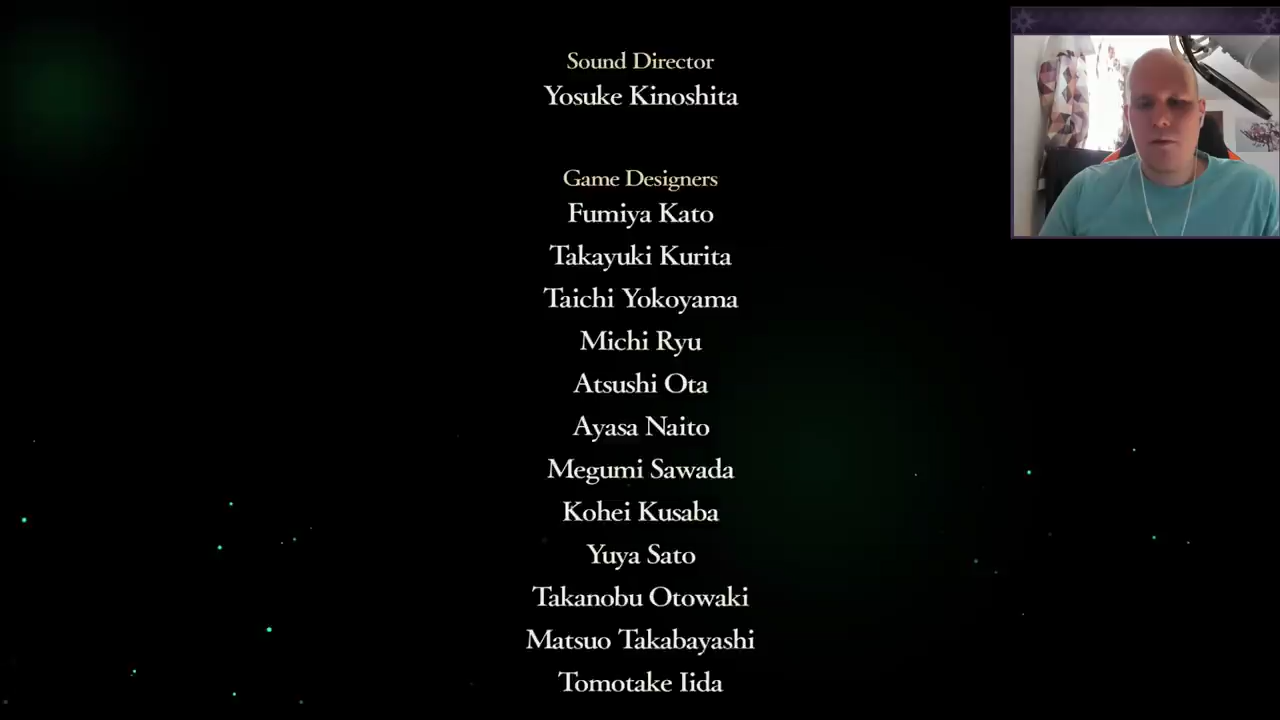 Sound Director
Yosuke Kinoshita
Game Designers
Fumiya Kato
Takayuki Kurita
Taichi Yokoyama
Michi Ryu
Atsushi Ota
Ayasa Naito
Megumi Sawada
Kohei Kusaba
Yuya Sato
Takanobu Otowaki
Matsuo Takabayashi
Tomotake Iida